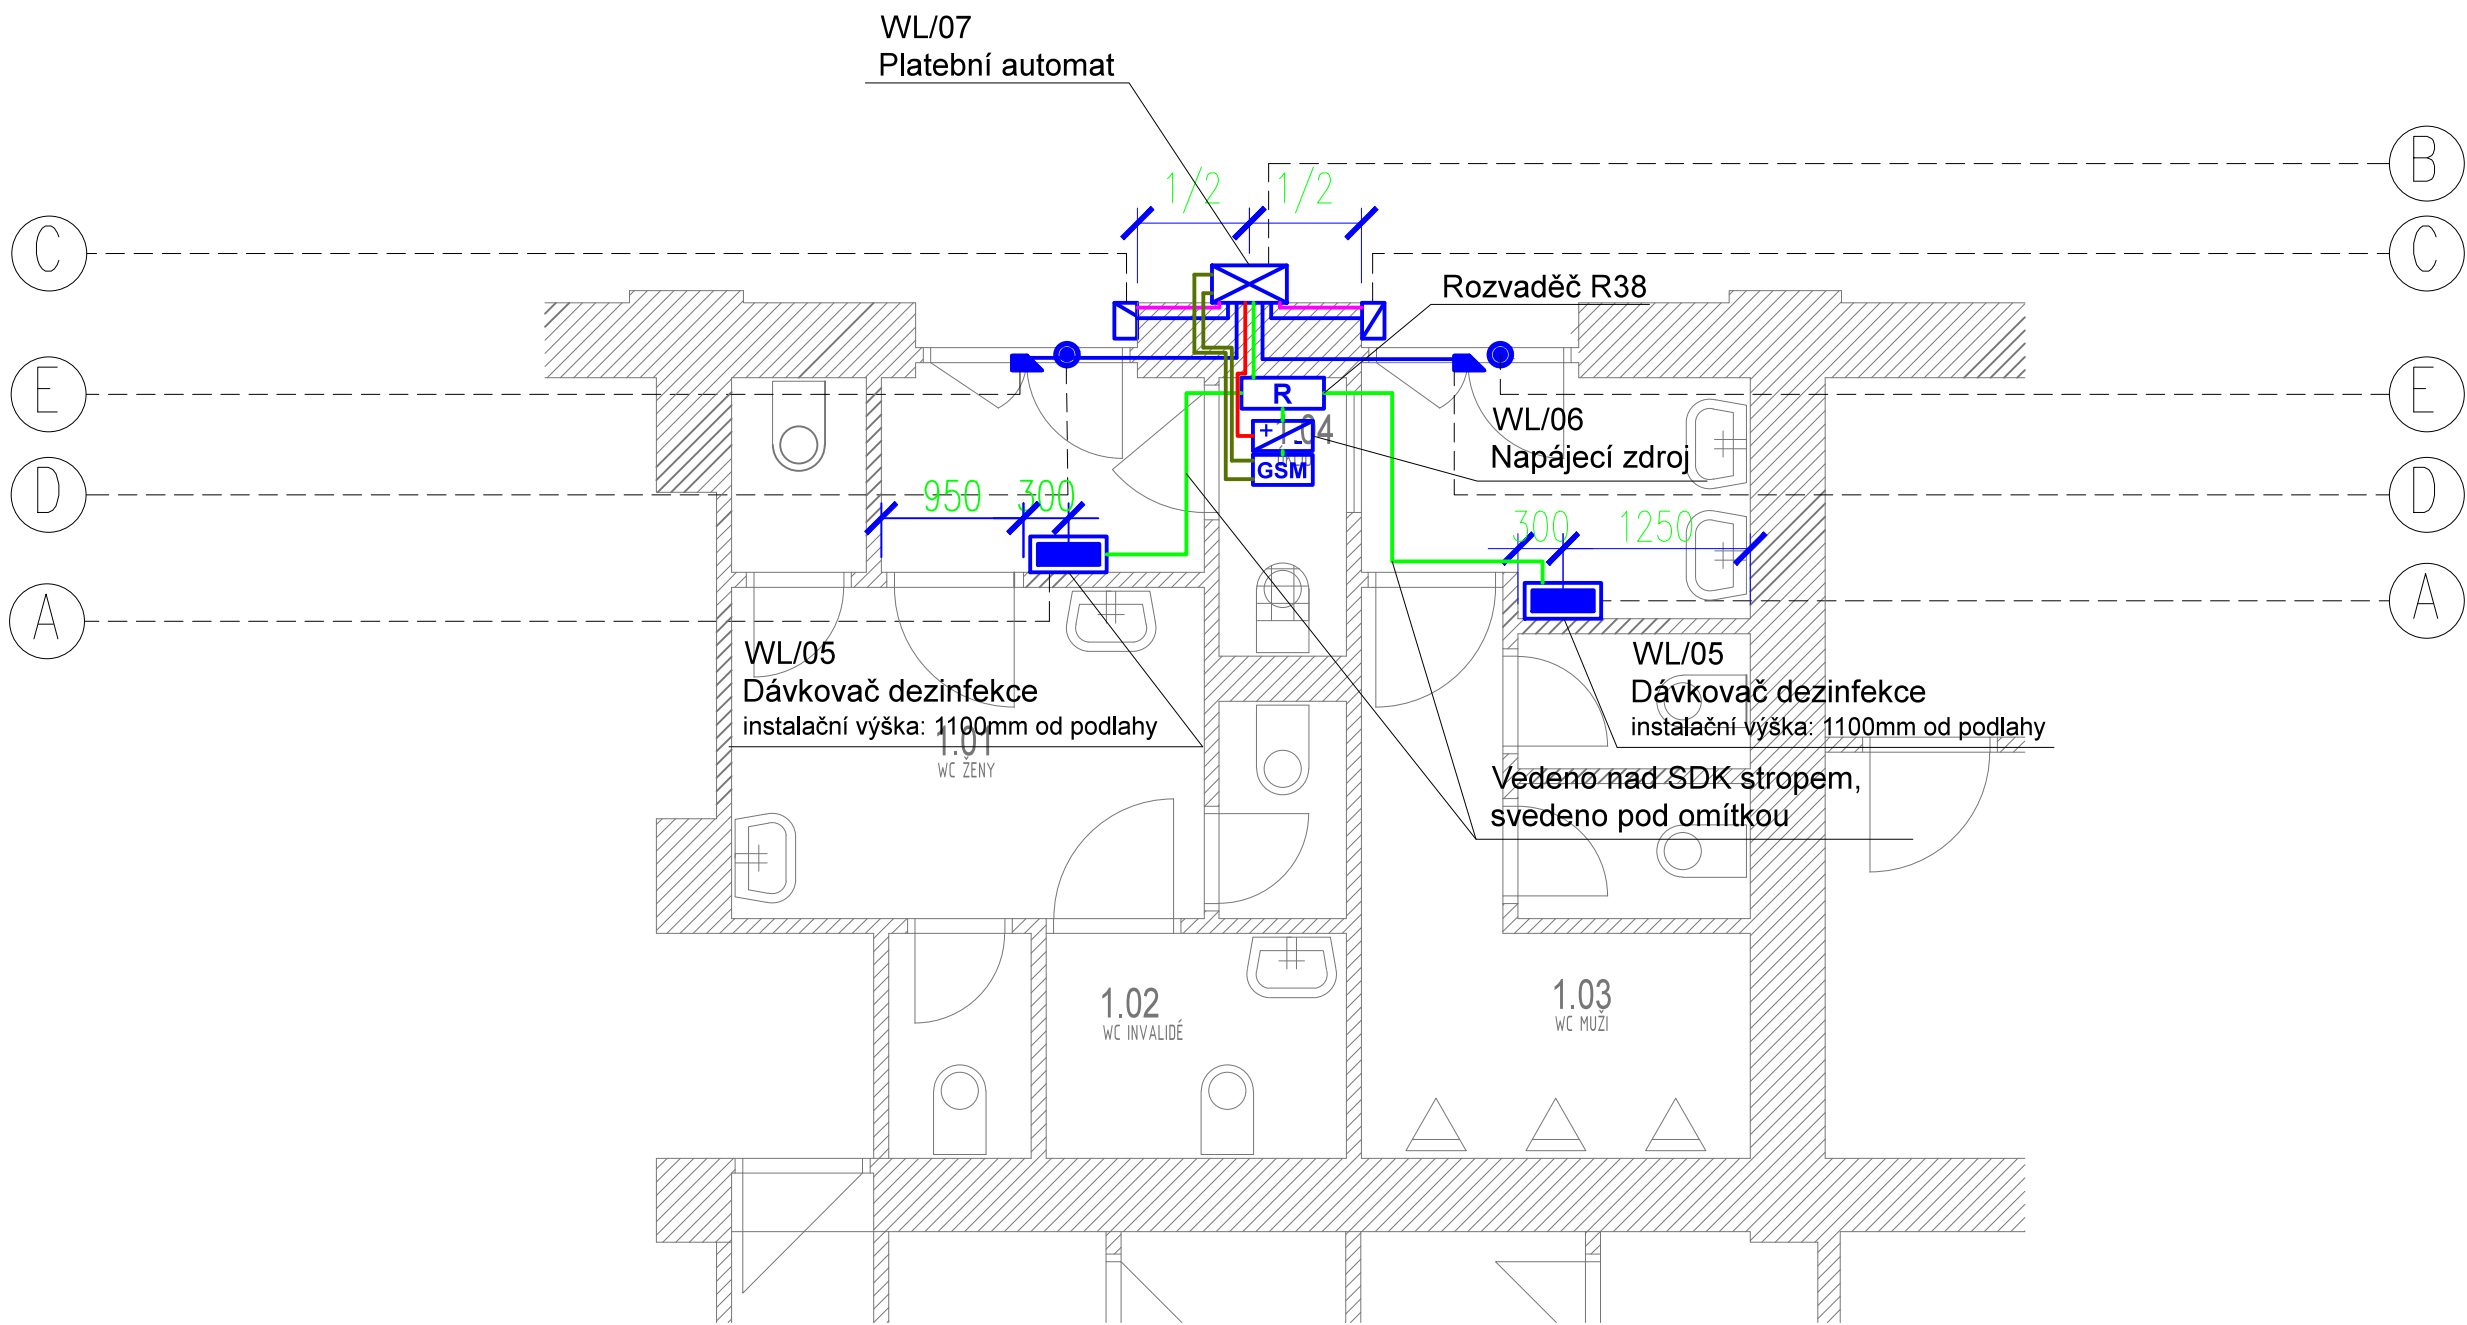 WL/07
Platební automat
B
1/2
1/2
C
C
Rozvaděč R38
E
R
E
WL/06
Napájecí zdroj
+
-
1.04
GSM
D
950
300
D
300
1250
A
A
WL/05
Dávkovač dezinfekce
instalační výška: 1100mm od podlahy
WL/05
Dávkovač dezinfekce
instalační výška: 1100mm od podlahy
1.01
WC ŽENY
Vedeno nad SDK stropem,
svedeno pod omítkou
1.02
WC INVALIDÉ
1.03
WC MUŽI